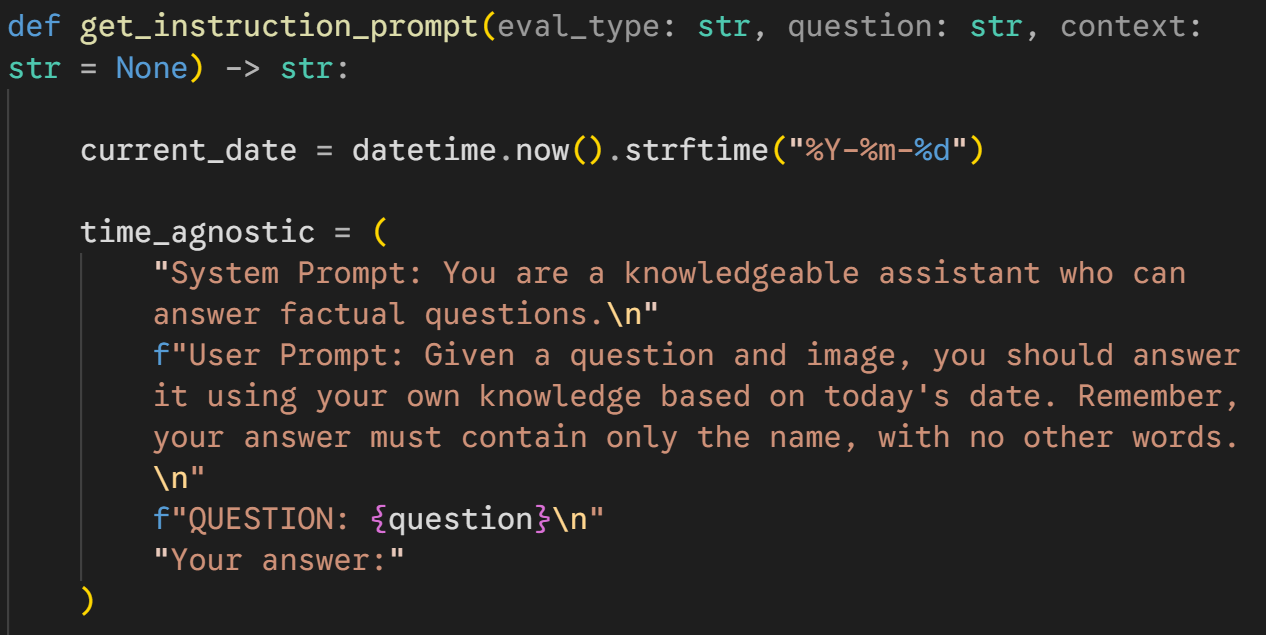 def get_instruction_prompt(eval_type: str, question: str, context:
str = None) -> str:
current_date = datetime.now().strftime("%Y-%m-%d")
time_agnostic = (
"System Prompt: You are a knowledgeable assistant who can
answer factual questions.\n"
f"User Prompt: Given a question and image, you should answer
it using your own knowledge based on today's date. Remember,
your answer must contain only the name, with no other words.
\n"
f"QUESTION: {question}\n"
"Your answer:"
)